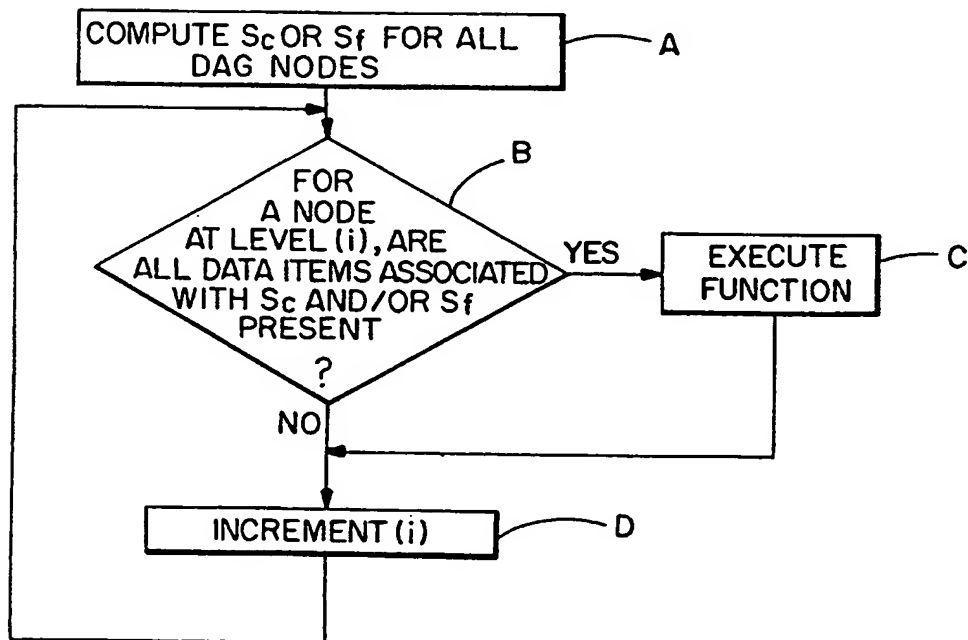 COMPUTE Sc OR Sf FOR ALL
DAG NODES
A
B
FOR
A NODE
AT LEVEL (i), ARE
ALL DATA ITEMS ASSOCIATED
WITH Sc AND/OR Sf
PRESENT
?
YES
EXECUTE
FUNCTION
C
NO
INCREMENT (i)
D